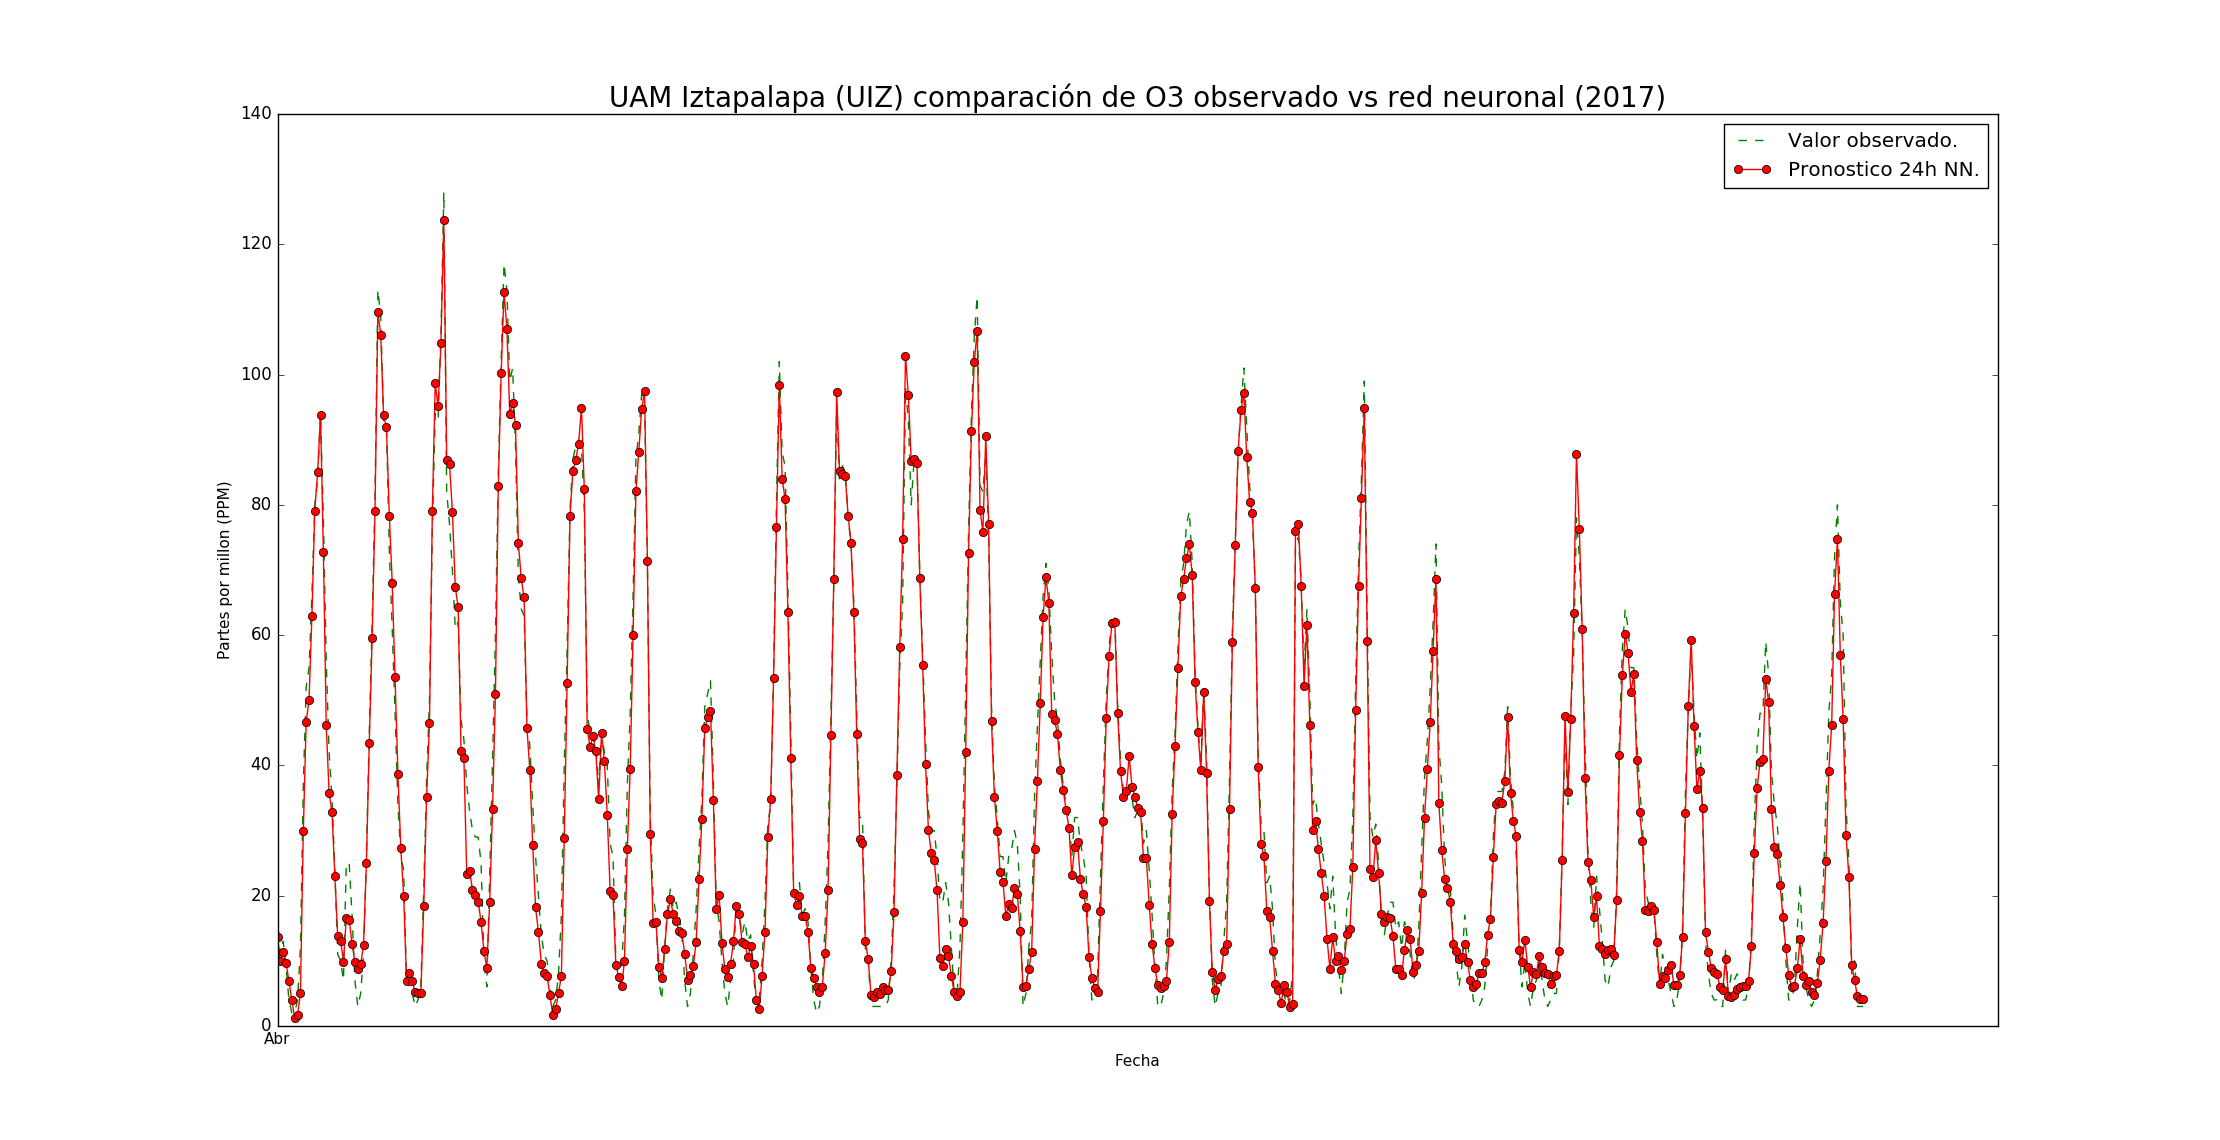 UAM Iztapalapa (UIZ) comparación de O3 observado vs red neuronal (2017)
140
120
100
80
60
40
20
0
Partes por millon (PPM)
Valor observado.
Pronostico 24h NN.
Abr
Fecha